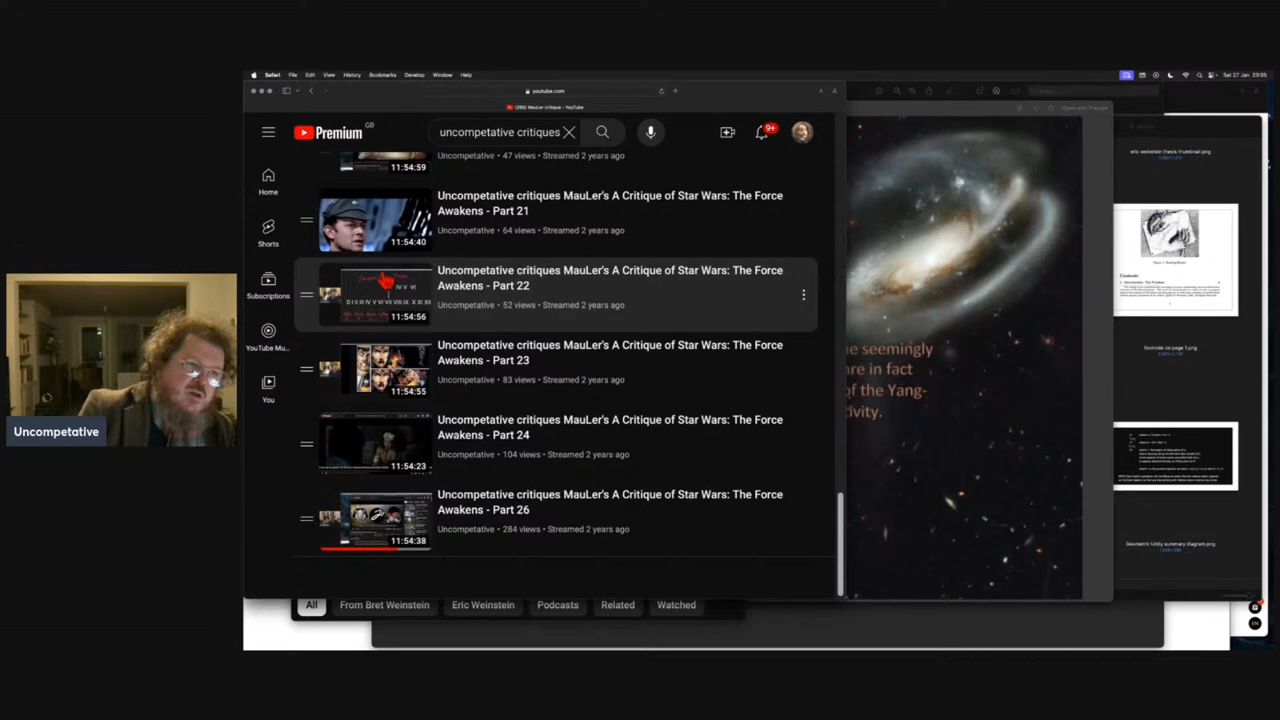 Safari File Edit View History Bookmarks Develop Window Help
Sat 27 Jan 23:05
youtube.com
(290) MauLer critique - YouTube
Premium GB
uncompetative critiques
9+
Home
Shorts
Subscriptions
YouTube Mu...
You
47 views • Streamed 2 years ago
11:54:59
Uncompetative critiques MauLer's A Critique of Star Wars: The Force
Awakens - Part 21
Uncompetative • 64 views • Streamed 2 years ago
11:54:40
Uncompetative critiques MauLer's A Critique of Star Wars: The Force
Awakens - Part 22
Uncompetative • 52 views • Streamed 2 years ago
11:54:56
Uncompetative critiques MauLer's A Critique of Star Wars: The Force
Awakens - Part 23
Uncompetative • 83 views • Streamed 2 years ago
11:54:55
Uncompetative critiques MauLer's A Critique of Star Wars: The Force
Awakens - Part 24
Uncompetative • 104 views • Streamed 2 years ago
11:54:23
Uncompetative critiques MauLer's A Critique of Star Wars: The Force
Awakens - Part 26
Uncompetative • 284 views • Streamed 2 years ago
11:54:38
All From Bret Weinstein Eric Weinstein Podcasts Related Watched
seemingly
are in fact
of the Yang-
Search
eric weinstein thesis thumbnail.png
Contents
footnote on page 1.png
Geometric Unity summary diagram.png
Uncompetative